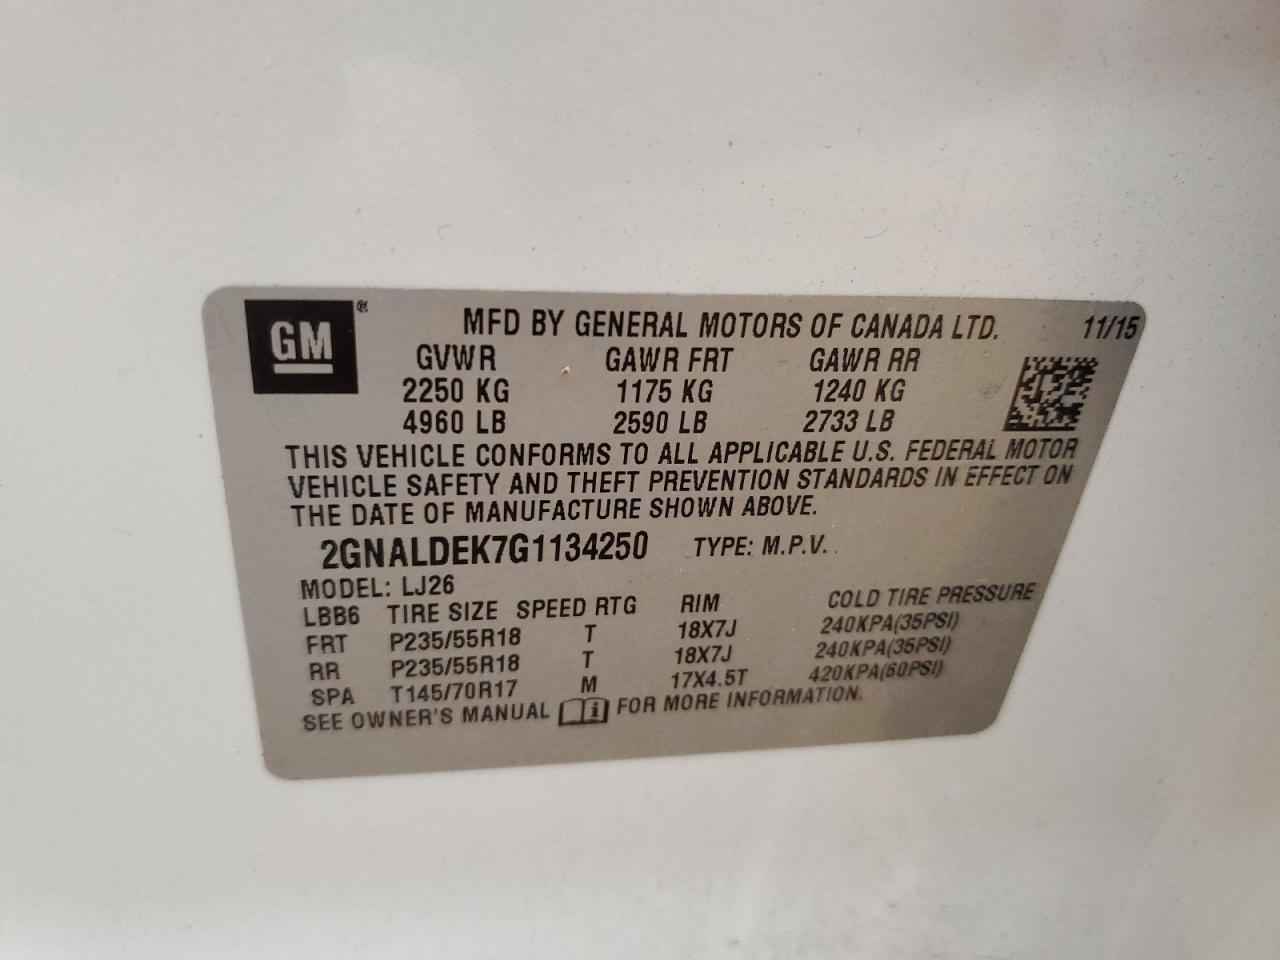 GM ®
MFD BY GENERAL MOTORS OF CANADA LTD. 11/15
GVWR GAWR FRT GAWR RR
2250 KG 1175 KG 1240 KG
4960 LB 2590 LB 2733 LB
THIS VEHICLE CONFORMS TO ALL APPLICABLE U.S. FEDERAL MOTOR
VEHICLE SAFETY AND THEFT PREVENTION STANDARDS IN EFFECT ON
THE DATE OF MANUFACTURE SHOWN ABOVE.
2GNALDEK7G1134250 TYPE: M.P.V.
MODEL: LJ26
LBB6 TIRE SIZE SPEED RTG RIM COLD TIRE PRESSURE
FRT P235/55R18 T 18X7J 240KPA(35PSI)
RR P235/55R18 T 18X7J 240KPA(35PSI)
SPA T145/70R17 M 17X4.5T 420KPA(60PSI)
SEE OWNER'S MANUAL i FOR MORE INFORMATION.